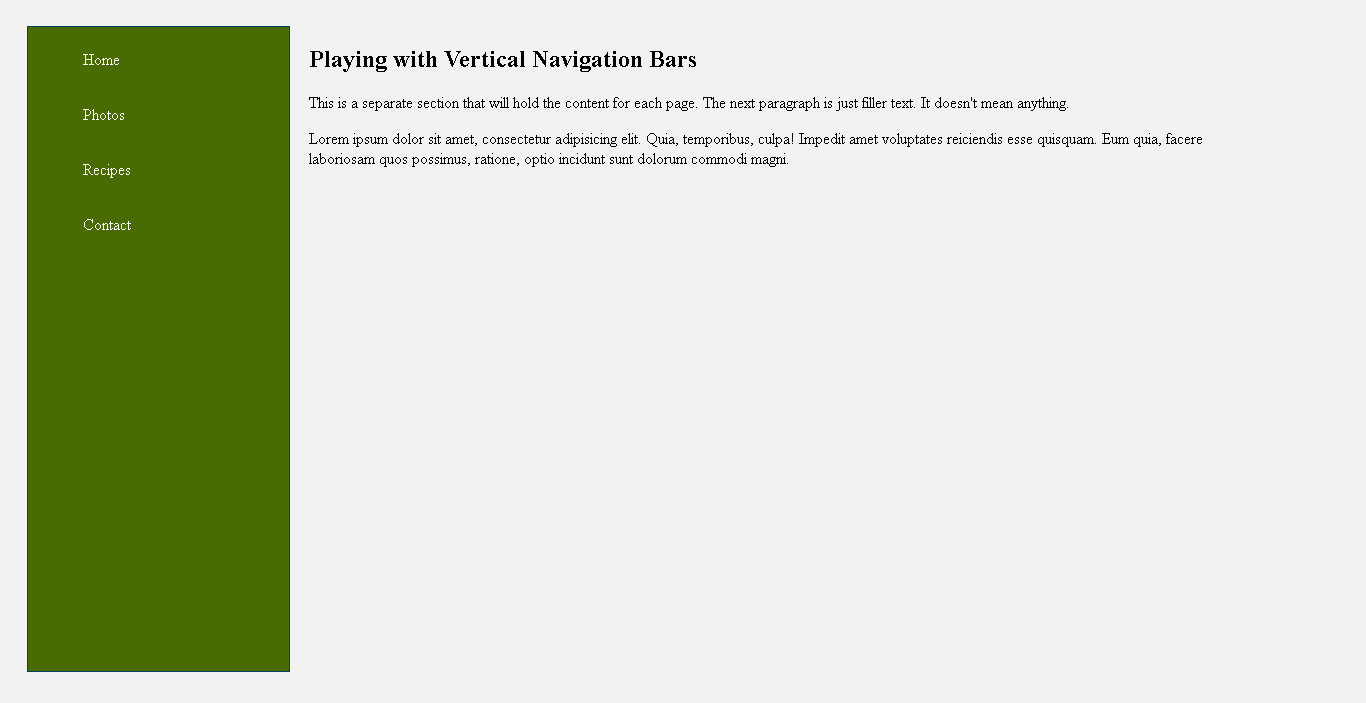 Home
Photos
Recipes
Contact
Playing with Vertical Navigation Bars
This is a separate section that will hold the content for each page. The next paragraph is just filler text. It doesn't mean anything.
Lorem ipsum dolor sit amet, consectetur adipisicing elit. Quia, temporibus, culpa! Impedit amet voluptates reiciendis esse quisquam. Eum quia, facere
laboriosam quos possimus, ratione, optio incidunt sunt dolorum commodi magni.